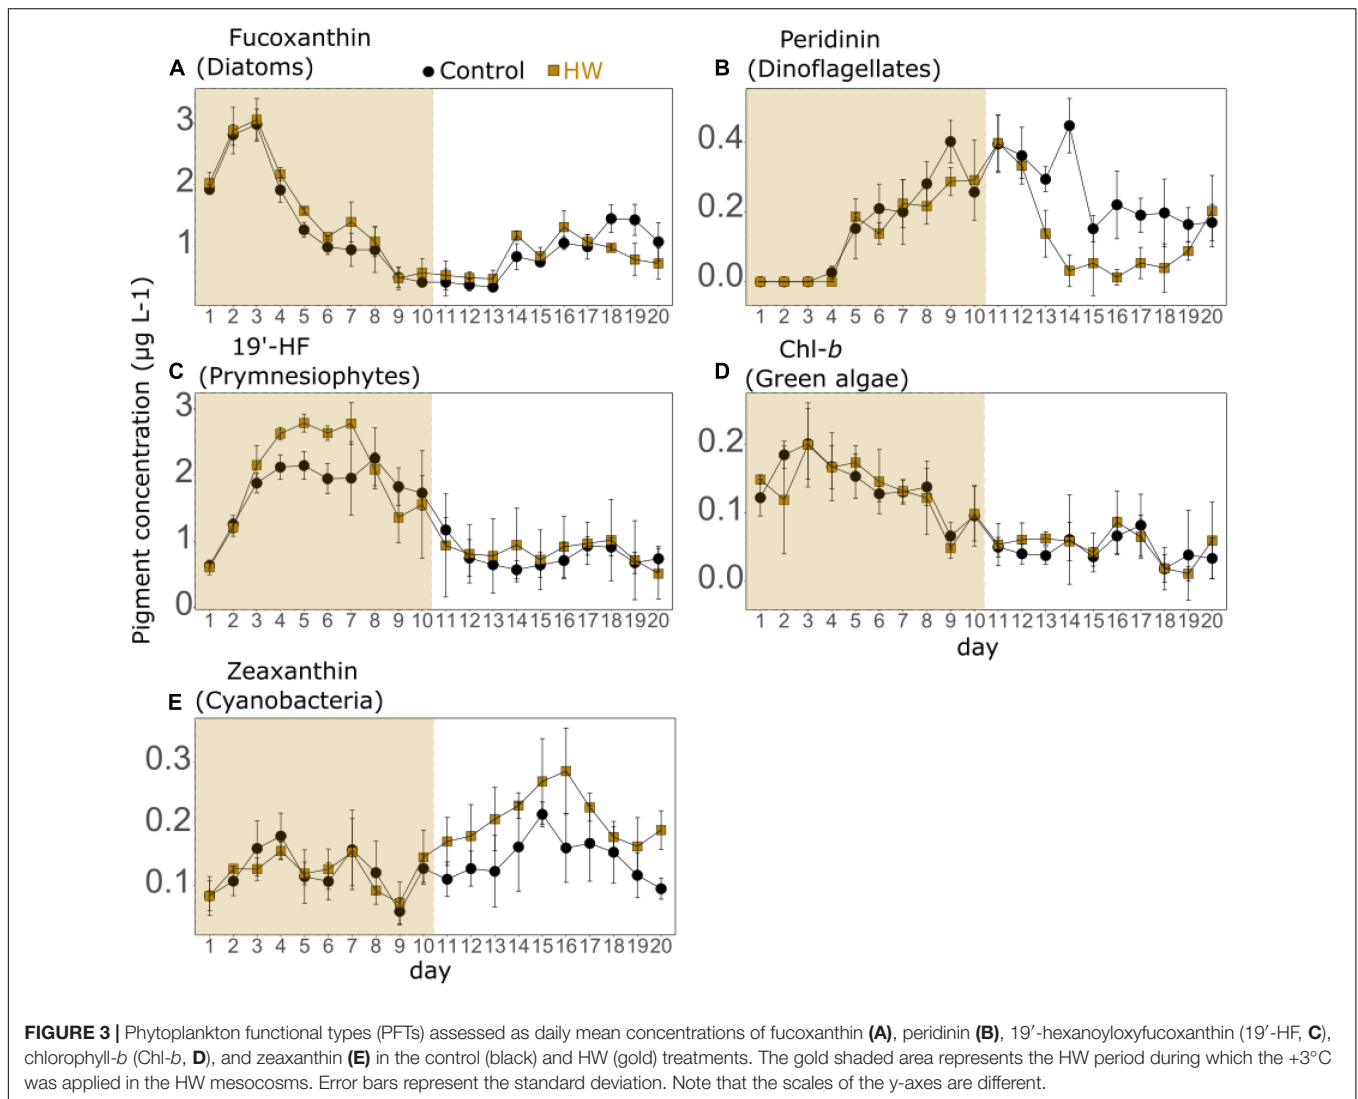 Fucoxanthin
A (Diatoms)
Control HW
3
2
1
1 2 3 4 5 6 7 8 9 10 11 12 13 14 15 16 17 18 19 20
Peridinin
B (Dinoflagellates)
0.4
0.2
0.0
1 2 3 4 5 6 7 8 9 10 11 12 13 14 15 16 17 18 19 20
Pigment concentration (µg L-1)
19'-HF
C (Prymnesiophytes)
3
2
1
0
1 2 3 4 5 6 7 8 9 10 11 12 13 14 15 16 17 18 19 20
Chl-b
D (Green algae)
0.2
0.1
0.0
1 2 3 4 5 6 7 8 9 10 11 12 13 14 15 16 17 18 19 20
day
Zeaxanthin
E (Cyanobacteria)
0.3
0.2
0.1
1 2 3 4 5 6 7 8 9 10 11 12 13 14 15 16 17 18 19 20
day
FIGURE 3 | Phytoplankton functional types (PFTs) assessed as daily mean concentrations of fucoxanthin (A), peridinin (B), 19′-hexanoyloxyfucoxanthin (19′-HF, C),
chlorophyll-b (Chl-b, D), and zeaxanthin (E) in the control (black) and HW (gold) treatments. The gold shaded area represents the HW period during which the +3°C
was applied in the HW mesocosms. Error bars represent the standard deviation. Note that the scales of the y-axes are different.